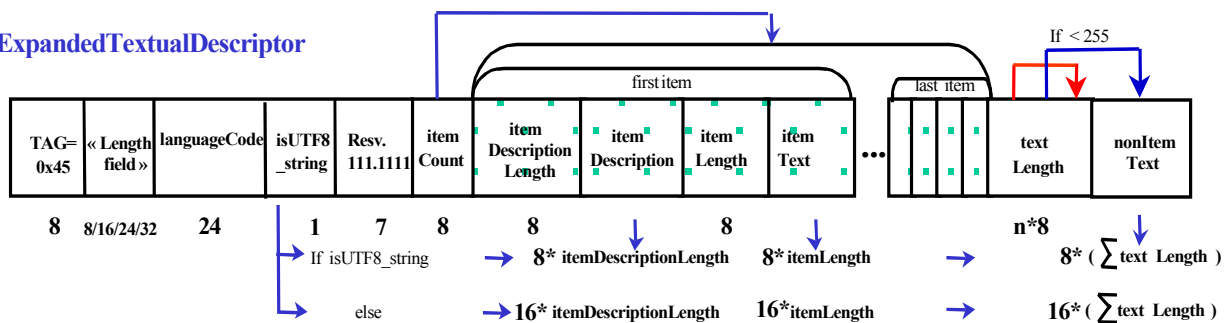 ExpandedTextualDescriptor
If < 255
first item
last item
TAG=
0x45
« Length
field »
languageCode
isUTF8
_string
Resv.
111.1111
item
Count
item
Description
Length
item
Description
item
Length
item
Text
...
text
Length
nonItem
Text
8 8/16/24/32 24 1 7 8 8 8 n*8
If isUTF8_string 8* itemDescriptionLength 8* itemLength 8* ( ∑ text Length )
else 16* itemDescriptionLength 16* itemLength 16* ( ∑ text Length )